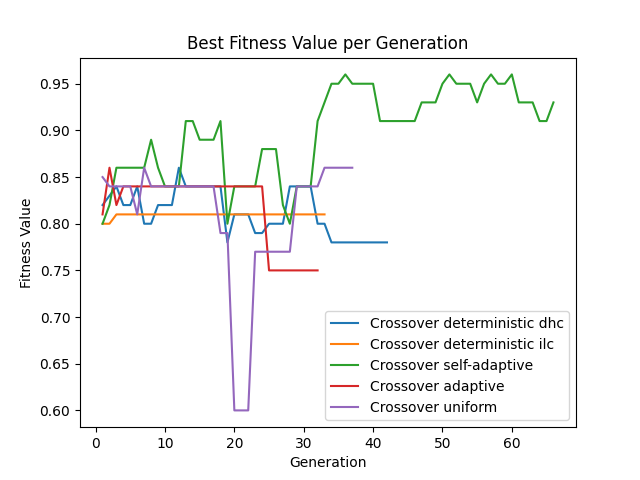 Best Fitness Value per Generation
Fitness Value
0.95
0.90
0.85
0.80
0.75
0.70
0.65
0.60
0 10 20 30 40 50 60
Generation
Crossover deterministic dhc
Crossover deterministic ilc
Crossover self-adaptive
Crossover adaptive
Crossover uniform